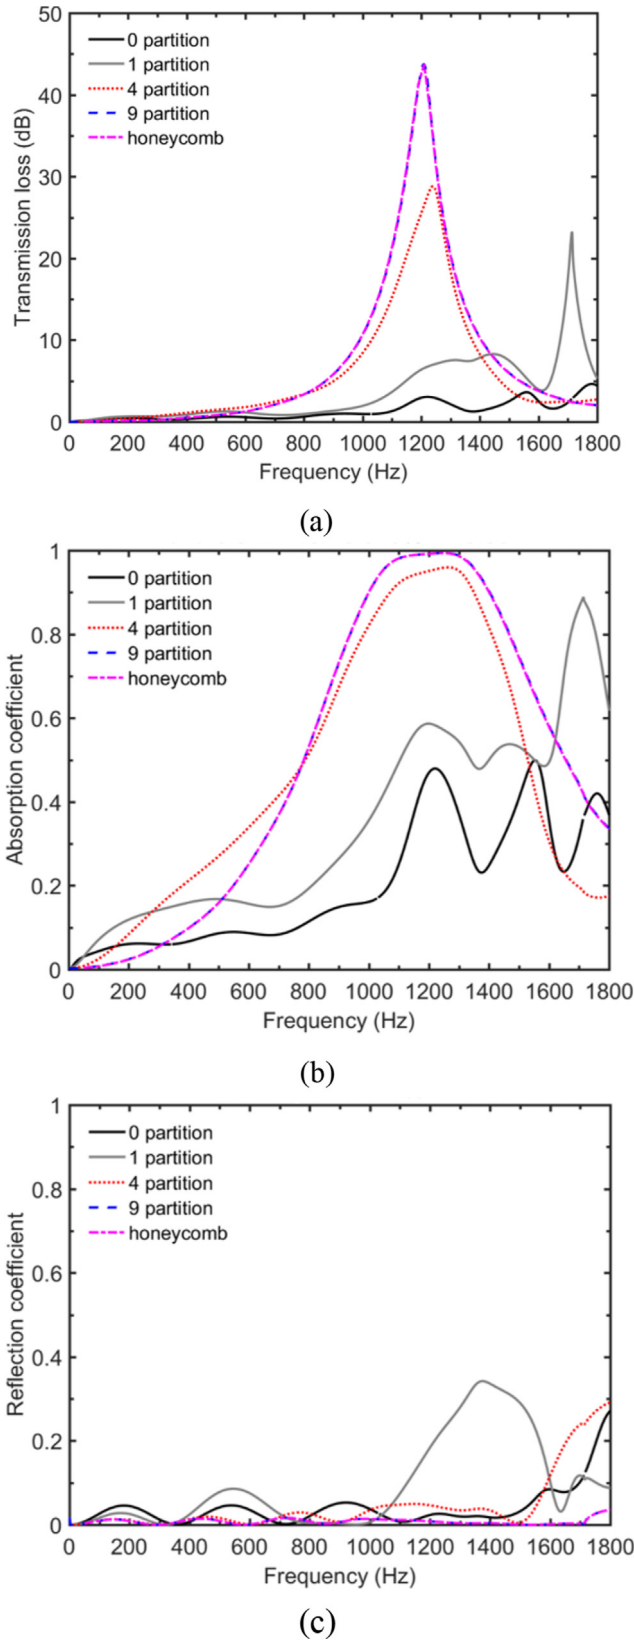 50
40
30
20
10
0
Transmission loss (dB)
0 partition
1 partition
4 partition
9 partition
honeycomb
0 200 400 600 800 1000 1200 1400 1600 1800
Frequency (Hz)
(a)
1
0.8
0.6
0.4
0.2
0
Absorption coefficient
0 partition
1 partition
4 partition
9 partition
honeycomb
0 200 400 600 800 1000 1200 1400 1600 1800
Frequency (Hz)
(b)
1
0.8
0.6
0.4
0.2
0
Reflection coefficient
0 partition
1 partition
4 partition
9 partition
honeycomb
0 200 400 600 800 1000 1200 1400 1600 1800
Frequency (Hz)
(c)